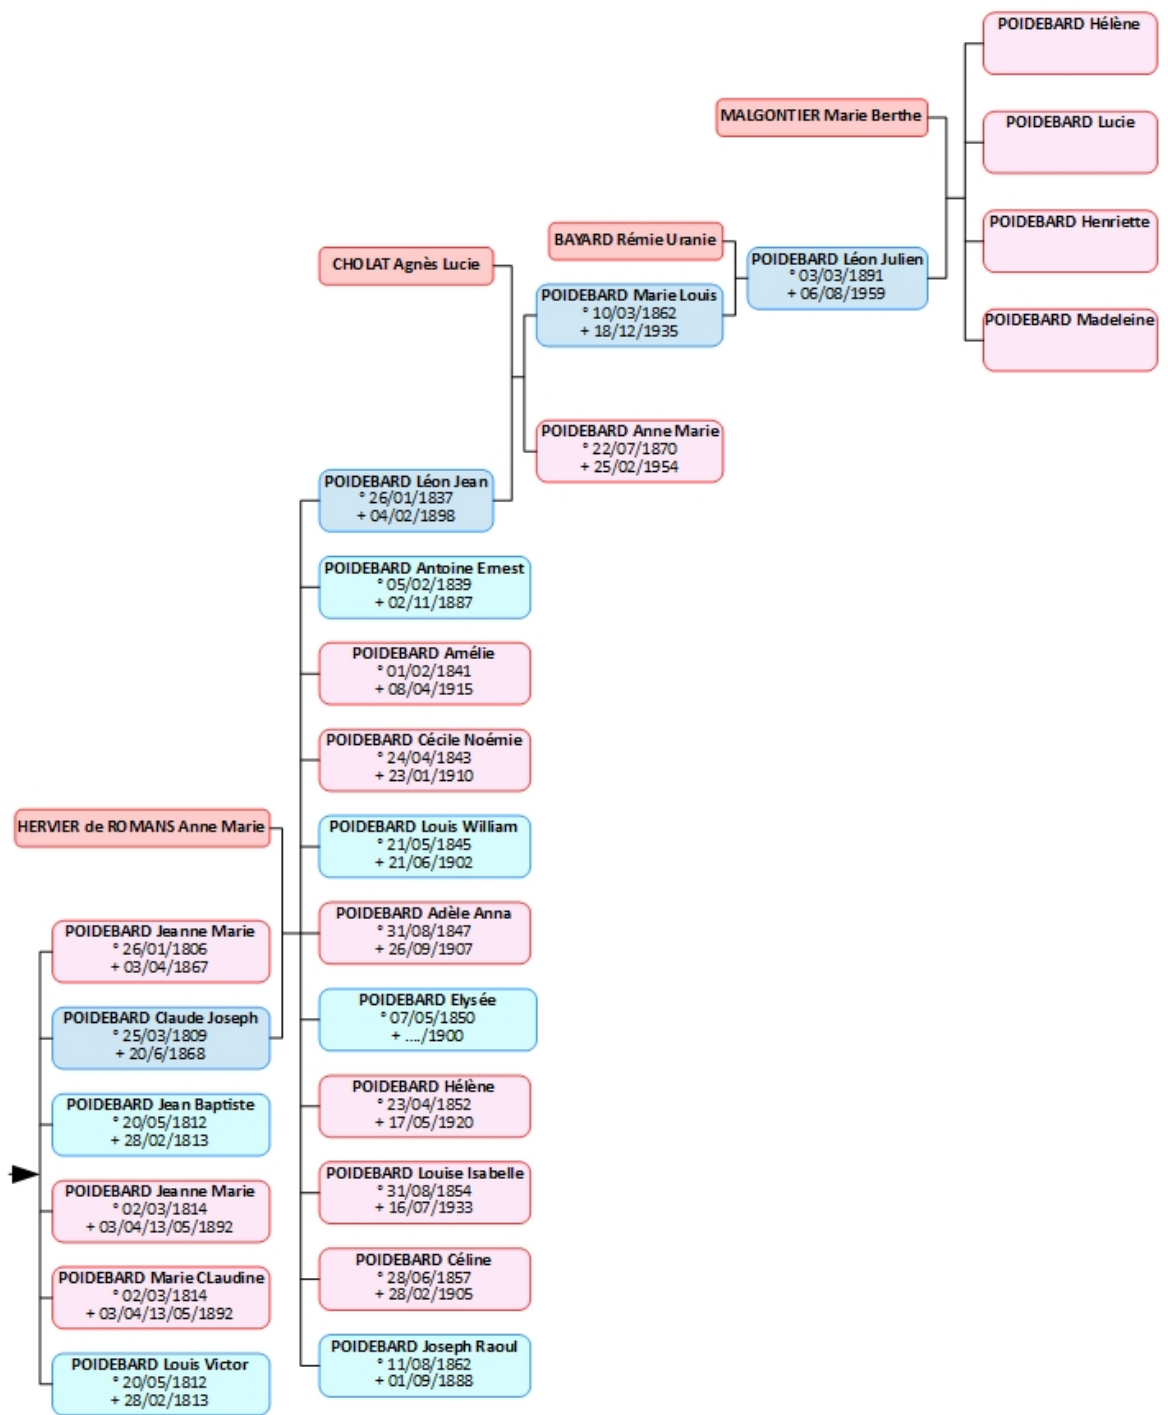 POIDEBARD Hélène
MALGONTIER Marie Berthe
POIDEBARD Lucie
POIDEBARD Henriette
BAYARD Rémie Uranie
CHOLAT Agnès Lucie
POIDEBARD Léon Julien
° 03/03/1891
+ 06/08/1959
POIDEBARD Marie Louis
° 10/03/1862
+ 18/12/1935
POIDEBARD Madeleine
POIDEBARD Anne Marie
° 22/07/1870
+ 25/02/1954
POIDEBARD Léon Jean
° 26/01/1837
+ 04/02/1898
POIDEBARD Antoine Ernest
° 05/02/1839
+ 02/11/1887
POIDEBARD Amélie
° 01/02/1841
+ 08/04/1915
POIDEBARD Cécile Noémie
° 24/04/1843
+ 23/01/1910
HERVIER de ROMANS Anne Marie
POIDEBARD Louis William
° 21/05/1845
+ 21/06/1902
POIDEBARD Adèle Anna
° 31/08/1847
+ 26/09/1907
POIDEBARD Jeanne Marie
° 26/01/1806
+ 03/04/1867
POIDEBARD Elysée
° 07/05/1850
+ ..../1900
POIDEBARD Claude Joseph
° 25/03/1809
+ 20/6/1868
POIDEBARD Hélène
° 23/04/1852
+ 17/05/1920
POIDEBARD Jean Baptiste
° 20/05/1812
+ 28/02/1813
POIDEBARD Louise Isabelle
° 31/08/1854
+ 16/07/1933
POIDEBARD Jeanne Marie
° 02/03/1814
+ 03/04/13/05/1892
POIDEBARD Céline
° 28/06/1857
+ 28/02/1905
POIDEBARD Marie CLaudine
° 02/03/1814
+ 03/04/13/05/1892
POIDEBARD Joseph Raoul
° 11/08/1862
+ 01/09/1888
POIDEBARD Louis Victor
° 20/05/1812
+ 28/02/1813